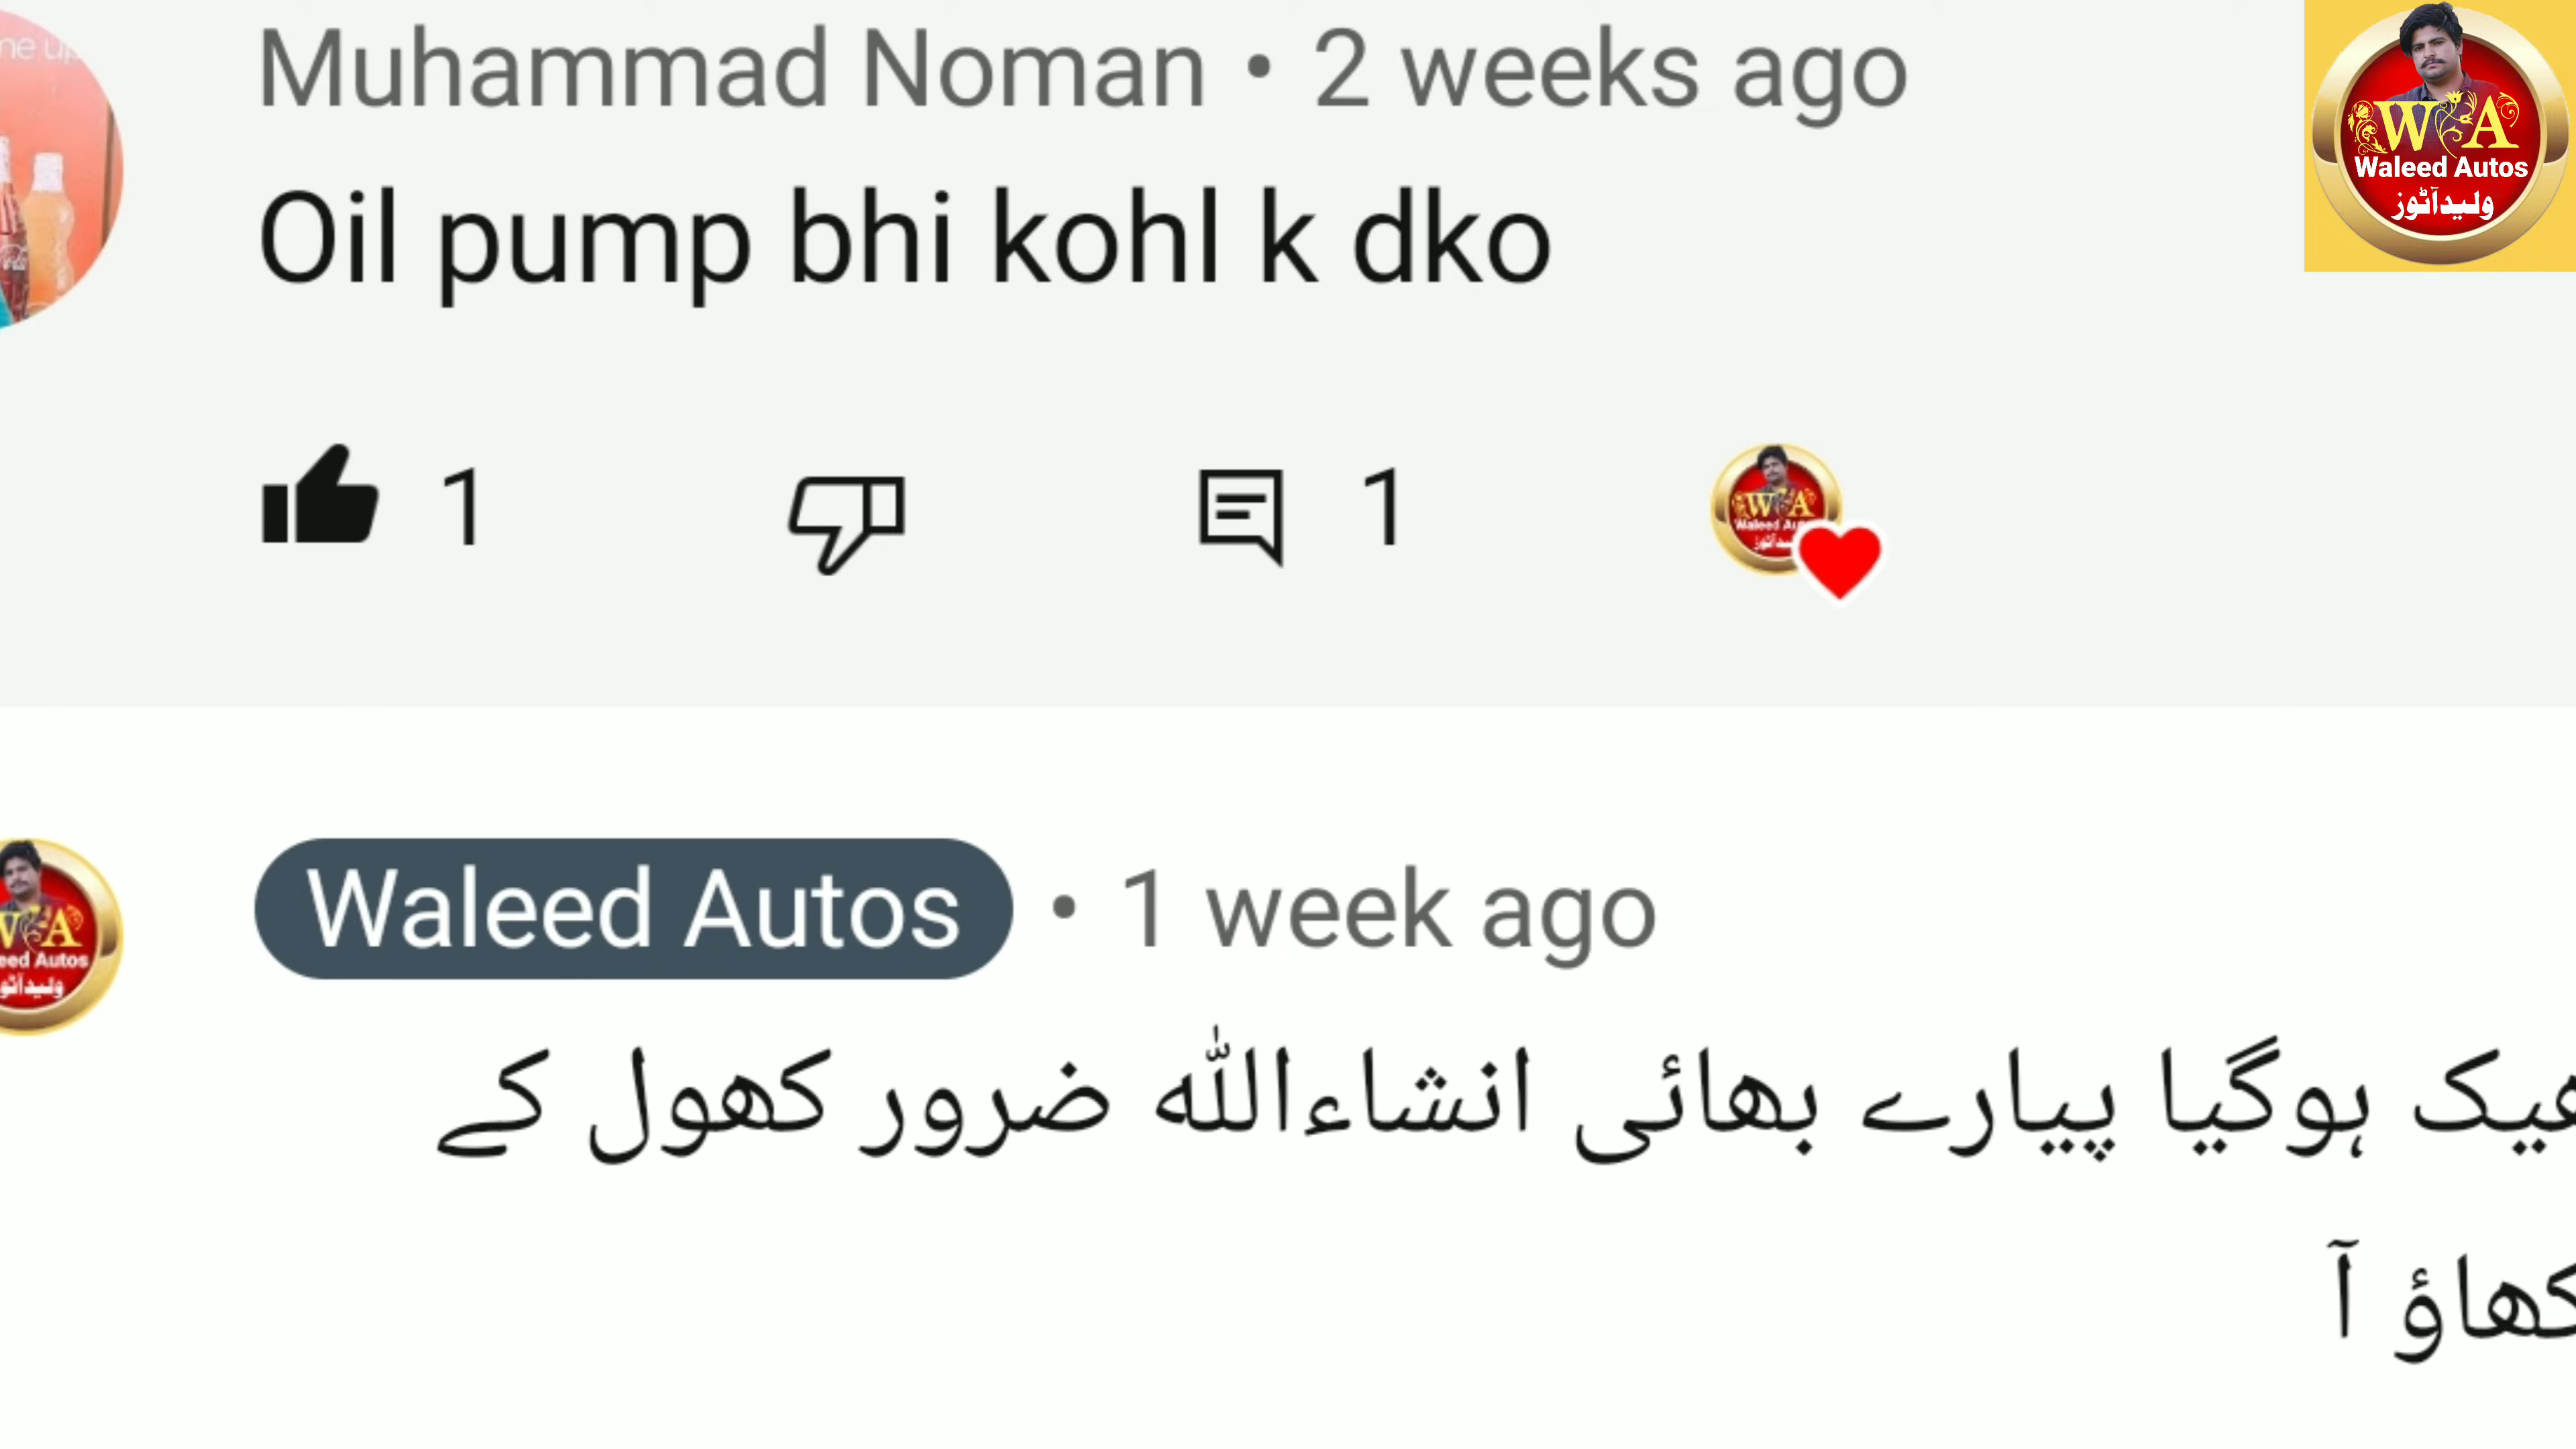 Muhammad Noman • 2 weeks ago
Oil pump bhi kohl k dko
1
1
W A
Waleed Autos
ولیدآٹوز
Waleed Autos • 1 week ago
ہوگیا پیارے بھائی انشاءاللہ ضرور کھول کے
آ